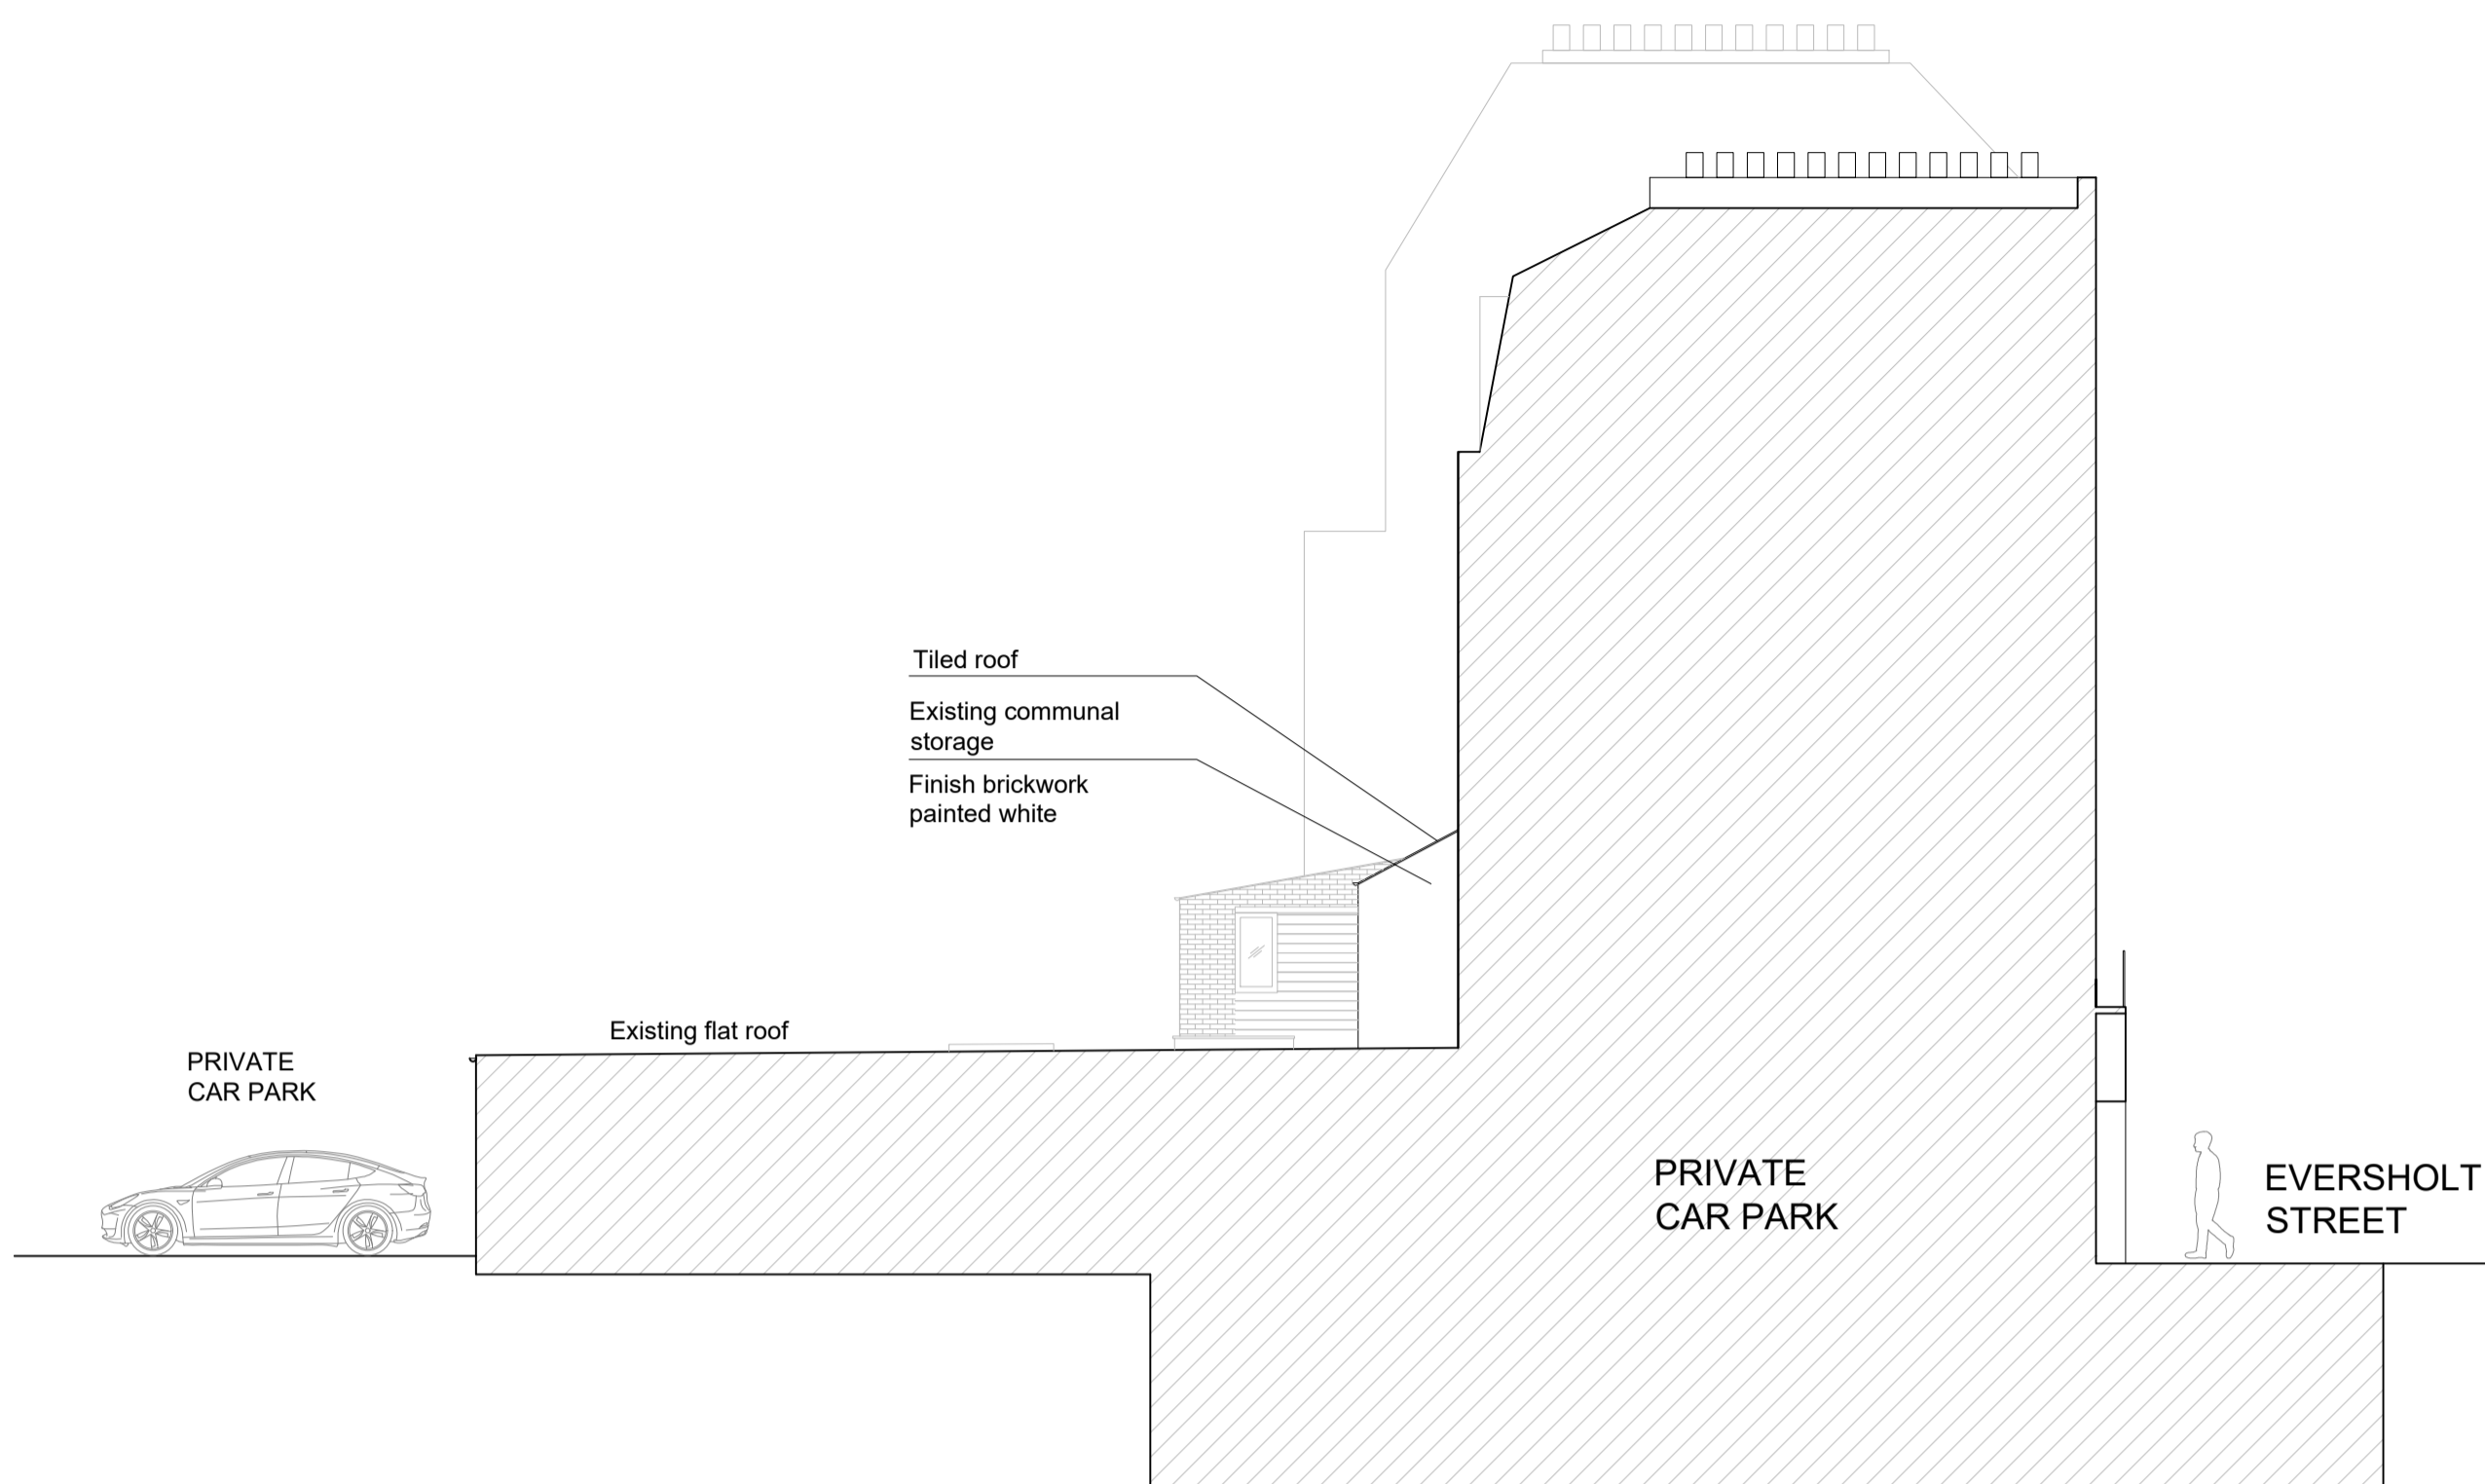 Tiled roof
Existing communal
storage
Finish brickwork
painted white
Existing flat roof
PRIVATE
CAR PARK
PRIVATE
CAR PARK
EVERSHOLT
STREET